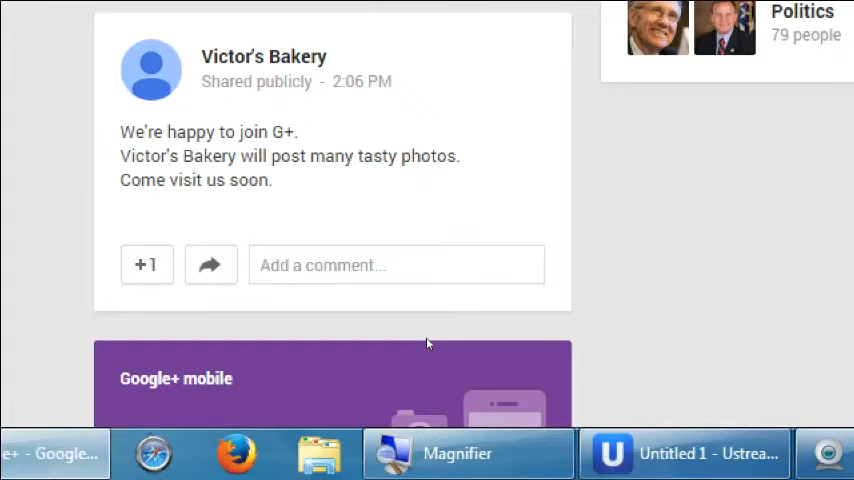 Politics
79 people
Victor's Bakery
Shared publicly - 2:06 PM
We're happy to join G+.
Victor's Bakery will post many tasty photos.
Come visit us soon.
+1
Add a comment...
Google+ mobile
e+ - Google...
Magnifier
U
Untitled 1 - Ustrea...